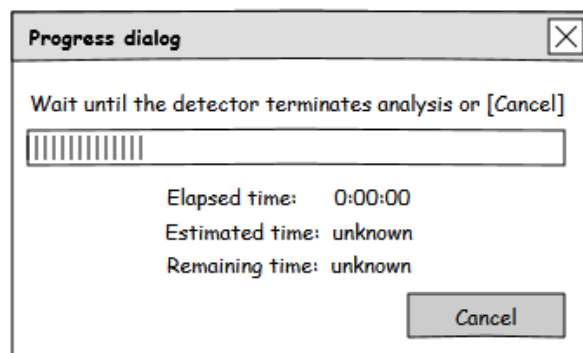 Progress dialog
Wait until the detector terminates analysis or [Cancel]
Elapsed time: 0:00:00
Estimated time: unknown
Remaining time: unknown
Cancel